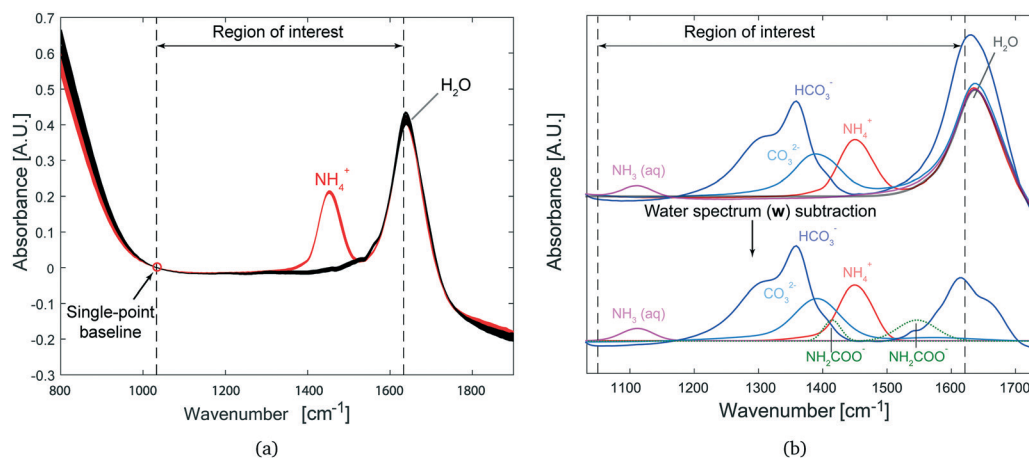 (a)
0.7
0.6
0.5
0.4
0.3
0.2
0.1
0
-0.1
-0.2
-0.3
Absorbance [A.U.]
Region of interest
H₂O
NH₄⁺
Single-point
baseline
800 1000 1200 1400 1600 1800
Wavenumber [cm⁻¹]
(a)
(b)
Absorbance [A.U.]
Region of interest
H₂O
HCO₃⁻
NH₄⁺
CO₃²⁻
NH₃ (aq)
Water spectrum (w) subtraction
HCO₃⁻
NH₄⁺
CO₃²⁻
NH₃ (aq)
NH₂COO⁻ NH₂COO⁻
1100 1200 1300 1400 1500 1600 1700
Wavenumber [cm⁻¹]
(b)